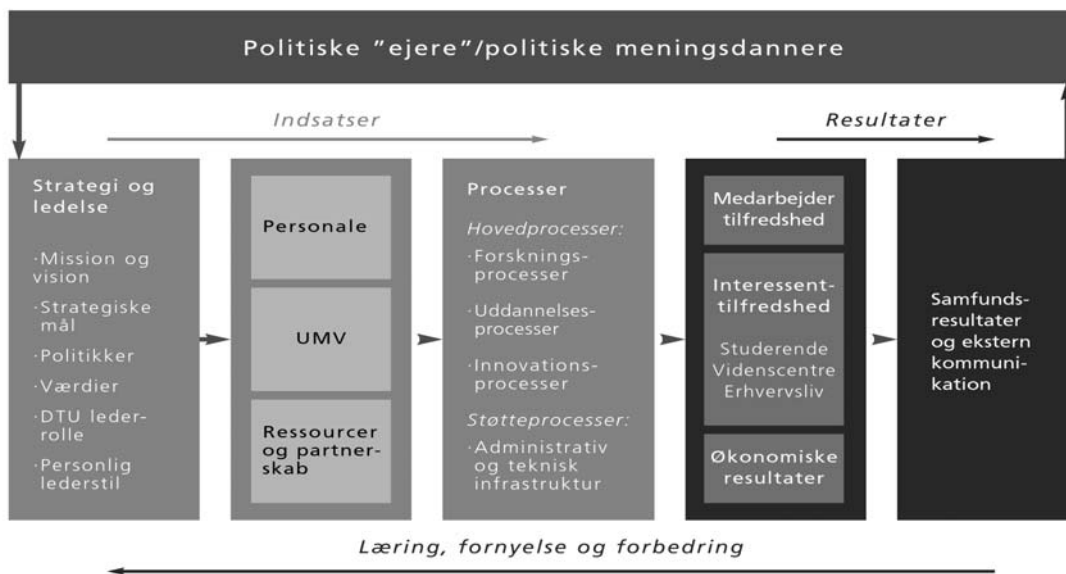 Politiske ”ejere”/politiske meningsdannere
Indsatser
Resultater
Strategi og
ledelse
·Mission og
vision
·Strategiske
mål
·Politikker
·Værdier
·DTU leder-
rolle
·Personlig
lederstil
Personale
UMV
Ressourcer
og partner-
skab
Processer
Hovedprocesser:
·Forsknings-
processer
·Uddannelses-
processer
·Innovations-
processer
Støtteprocesser:
·Administrativ
og teknisk
infrastruktur
Medarbejder
tilfredshed
Interessent-
tilfredshed
Studerende
Videnscentre
Erhvervsliv
Økonomiske
resultater
Samfunds-
resultater
og ekstern
kommuni-
kation
Læring, fornyelse og forbedring